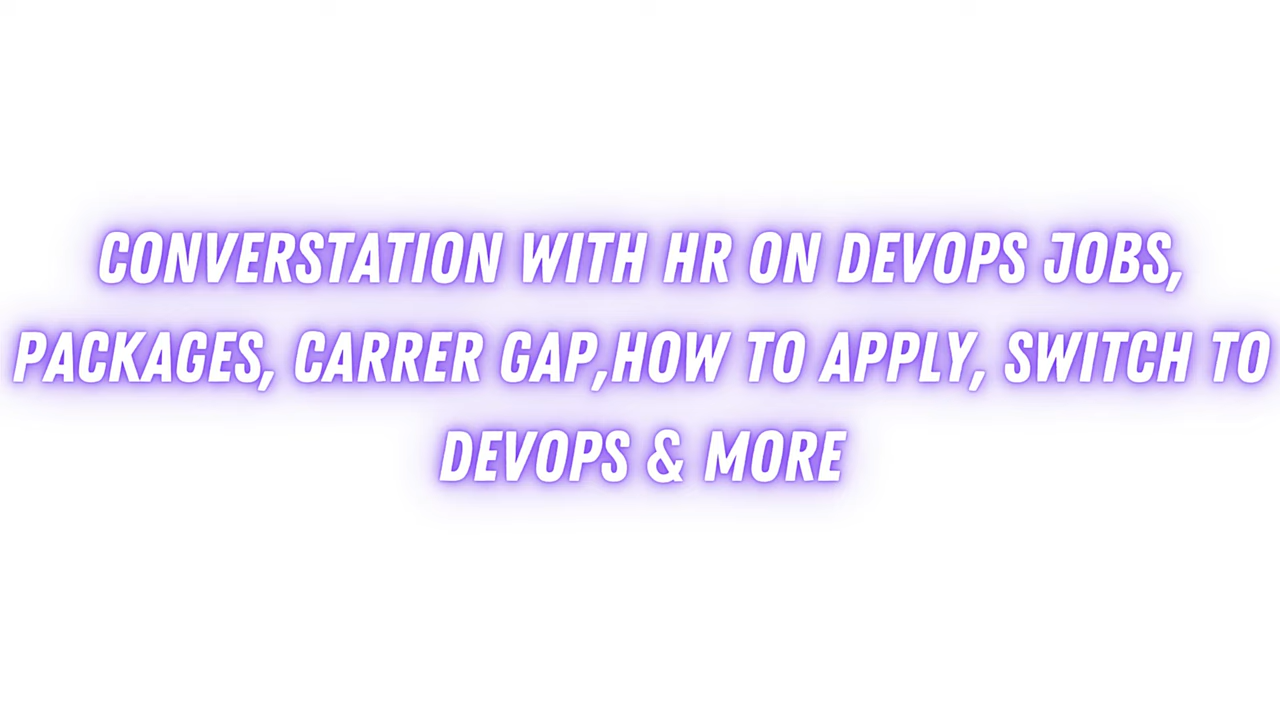 CONVERSTATION WITH HR ON DEVOPS JOBS,
PACKAGES, CARRER GAP,HOW TO APPLY, SWITCH TO
DEVOPS & MORE